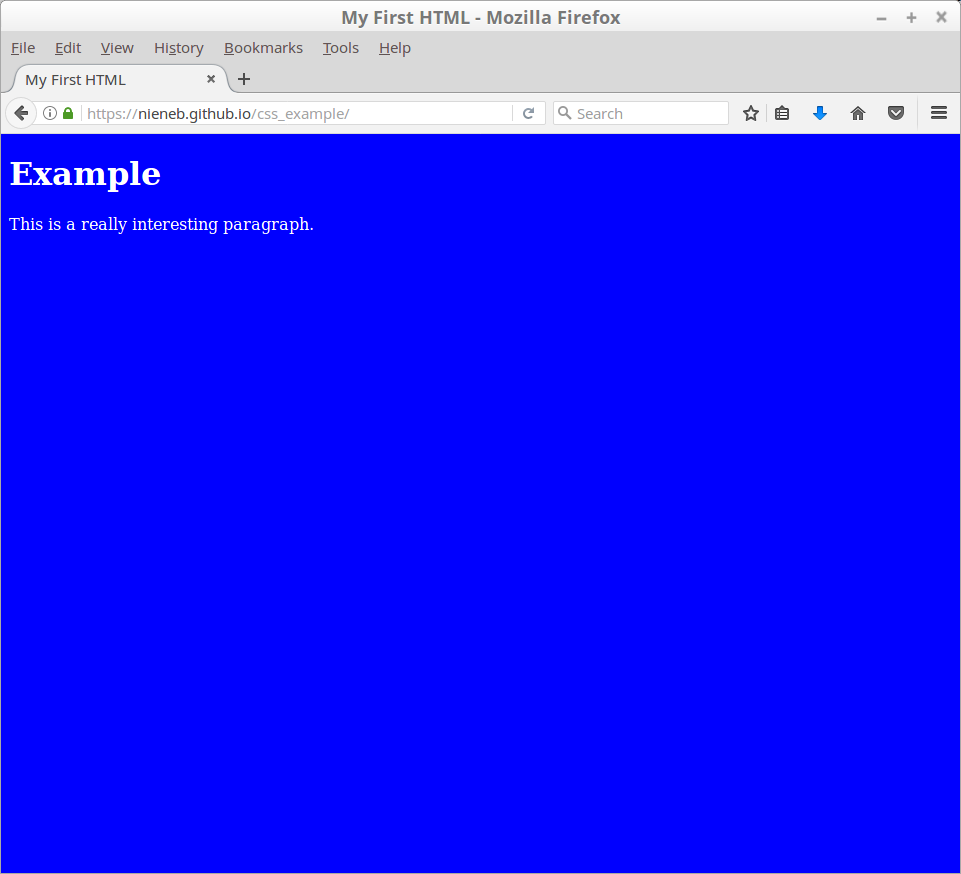 My First HTML - Mozilla Firefox
File Edit View History Bookmarks Tools Help
My First HTML
https://nieneb.github.io/css_example/ Search
Example
This is a really interesting paragraph.